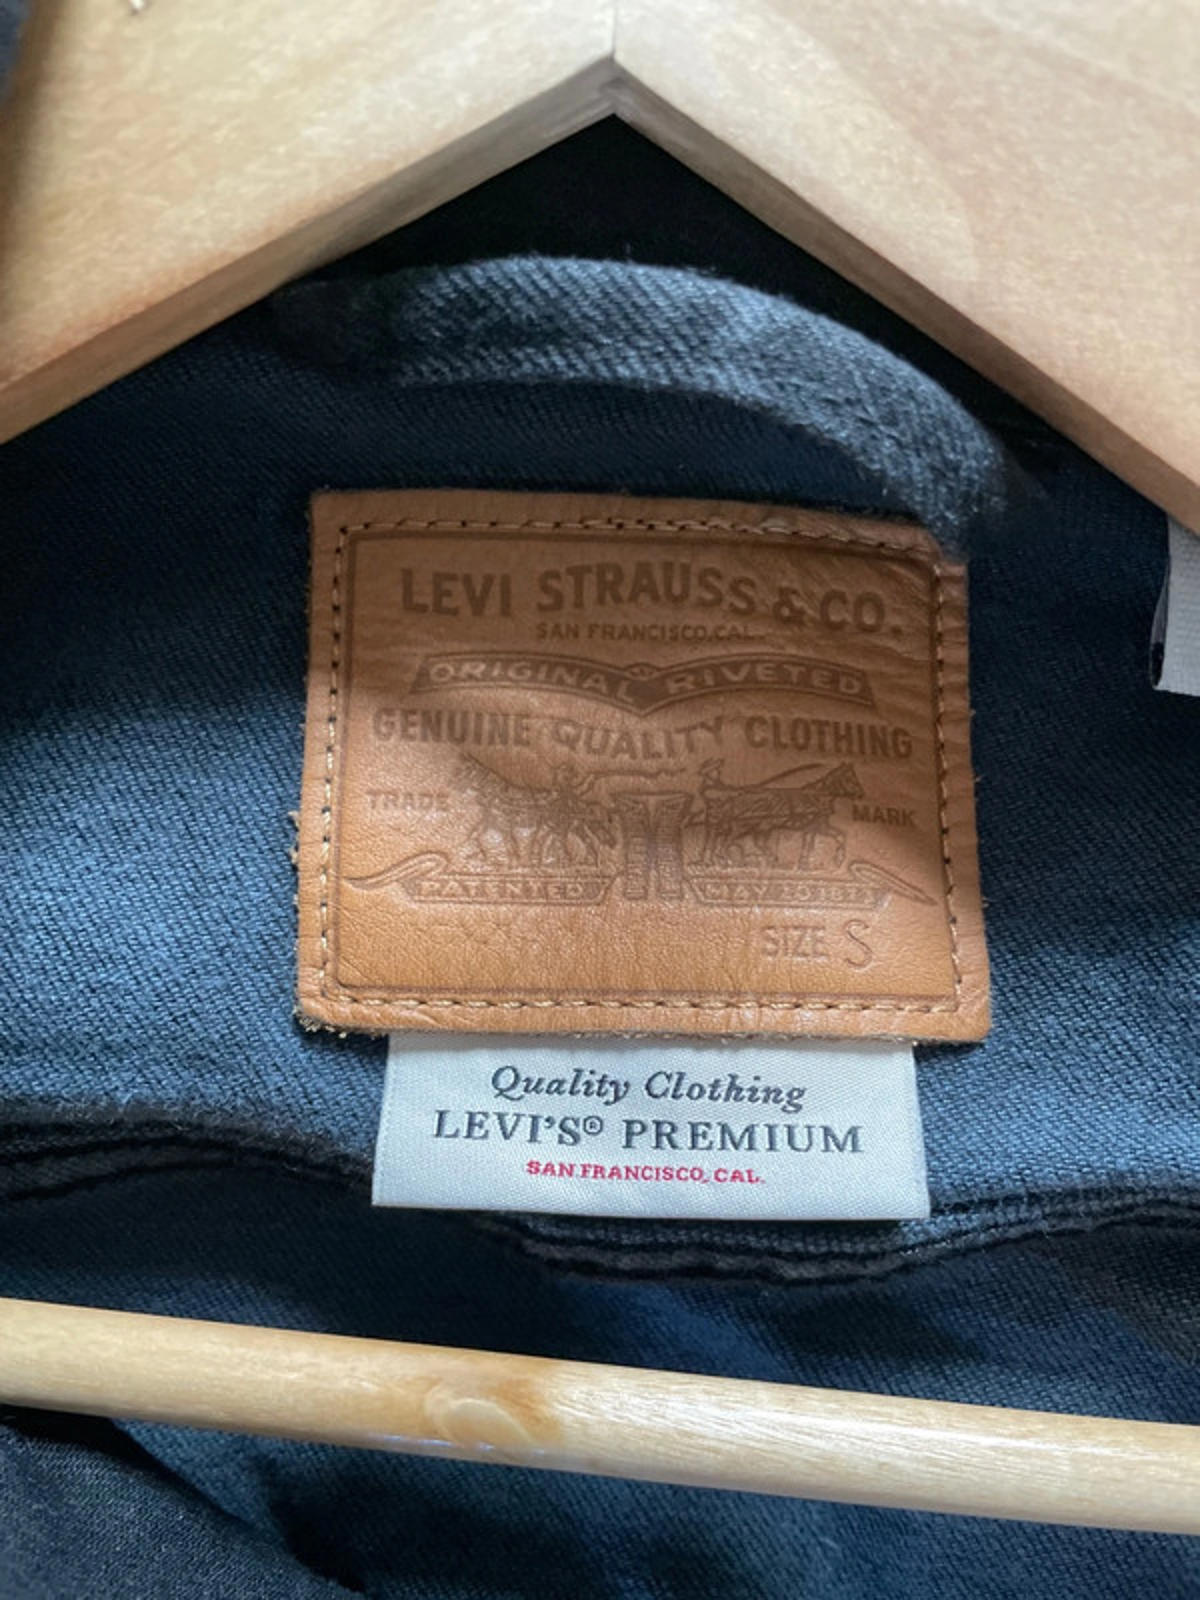 LEVI STRAUSS & CO.
SAN FRANCISCO, CAL.
ORIGINAL RIVETED
GENUINE QUALITY CLOTHING
TRADE MARK
PATENTED MAY 20 1873
SIZE S
Quality Clothing
LEVI'S® PREMIUM
SAN FRANCISCO, CAL.